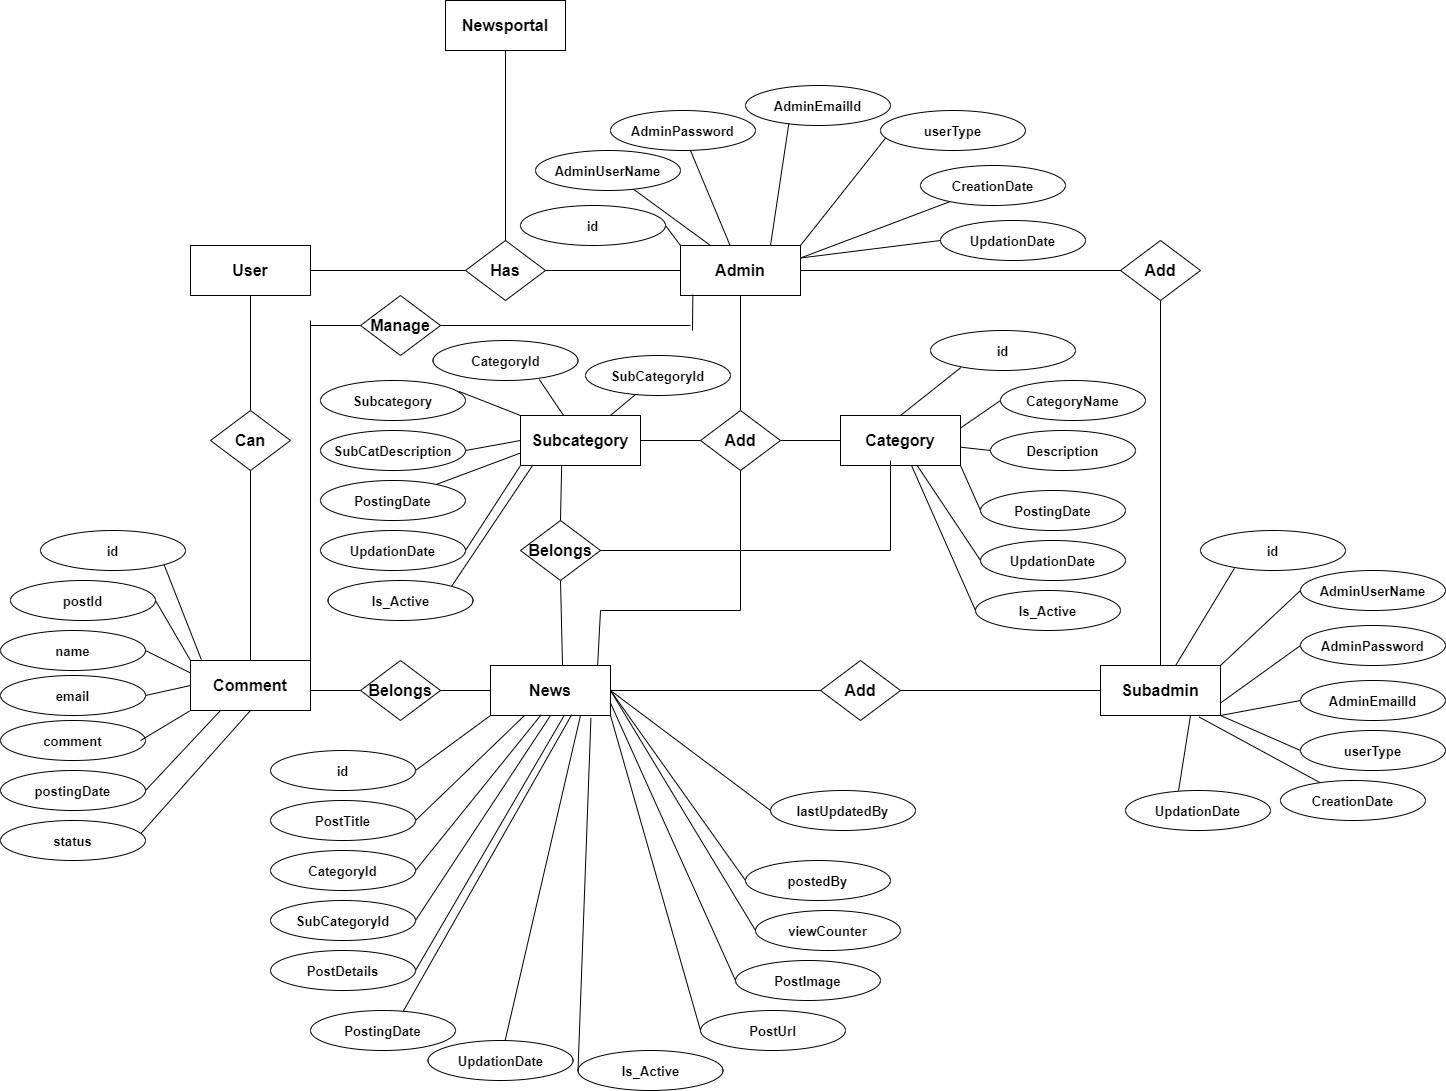 Newsportal
AdminEmailId
AdminPassword
userType
AdminUserName
CreationDate
id
UpdationDate
User
Has
Admin
Add
Manage
CategoryId
id
SubCategoryId
Subcategory
CategoryName
Can
Subcategory
Add
Category
SubCatDescription
Description
PostingDate
PostingDate
id
UpdationDate
Belongs
id
UpdationDate
postId
Is_Active
Is_Active
AdminUserName
name
AdminPassword
Comment
Belongs
News
Add
Subadmin
email
AdminEmailId
comment
userType
id
postingDate
CreationDate
lastUpdatedBy
UpdationDate
PostTitle
status
CategoryId
postedBy
SubCategoryId
viewCounter
PostDetails
PostImage
PostingDate
PostUrl
UpdationDate
Is_Active